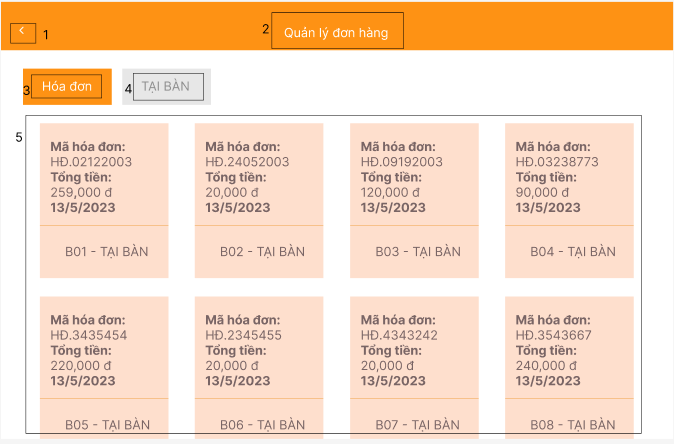 1
2
Quản lý đơn hàng
3
Hóa đơn
4
TẠI BÀN
5
Mã hóa đơn:
HĐ.02122003
Tổng tiền:
259,000 đ
13/5/2023
B01 - TẠI BÀN
Mã hóa đơn:
HĐ.24052003
Tổng tiền:
20,000 đ
13/5/2023
B02 - TẠI BÀN
Mã hóa đơn:
HĐ.09192003
Tổng tiền:
120,000 đ
13/5/2023
B03 - TẠI BÀN
Mã hóa đơn:
HĐ.03238773
Tổng tiền:
90,000 đ
13/5/2023
B04 - TẠI BÀN
Mã hóa đơn:
HĐ.3435454
Tổng tiền:
220,000 đ
13/5/2023
B05 - TẠI BÀN
Mã hóa đơn:
HĐ.2345455
Tổng tiền:
20,000 đ
13/5/2023
B06 - TẠI BÀN
Mã hóa đơn:
HĐ.4343242
Tổng tiền:
20,000 đ
13/5/2023
B07 - TẠI BÀN
Mã hóa đơn:
HĐ.3543667
Tổng tiền:
240,000 đ
13/5/2023
B08 - TẠI BÀN